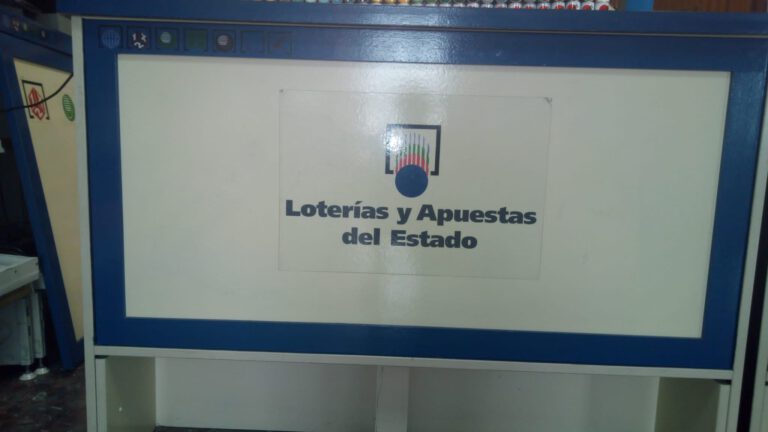 Loterías y Apuestas
del Estado